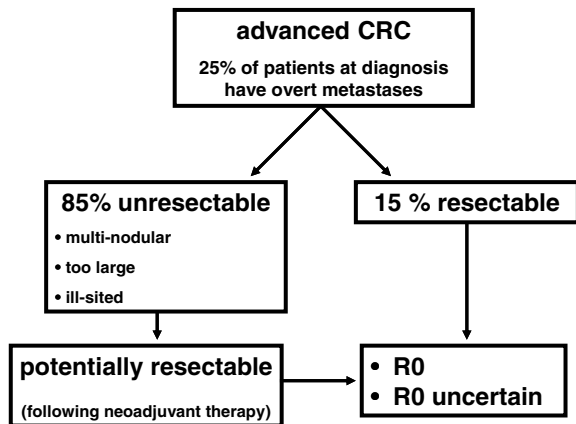 advanced CRC
25% of patients at diagnosis
have overt metastases
85% unresectable
• multi-nodular
• too large
• ill-sited
15 % resectable
potentially resectable
(following neoadjuvant therapy)
• R0
• R0 uncertain